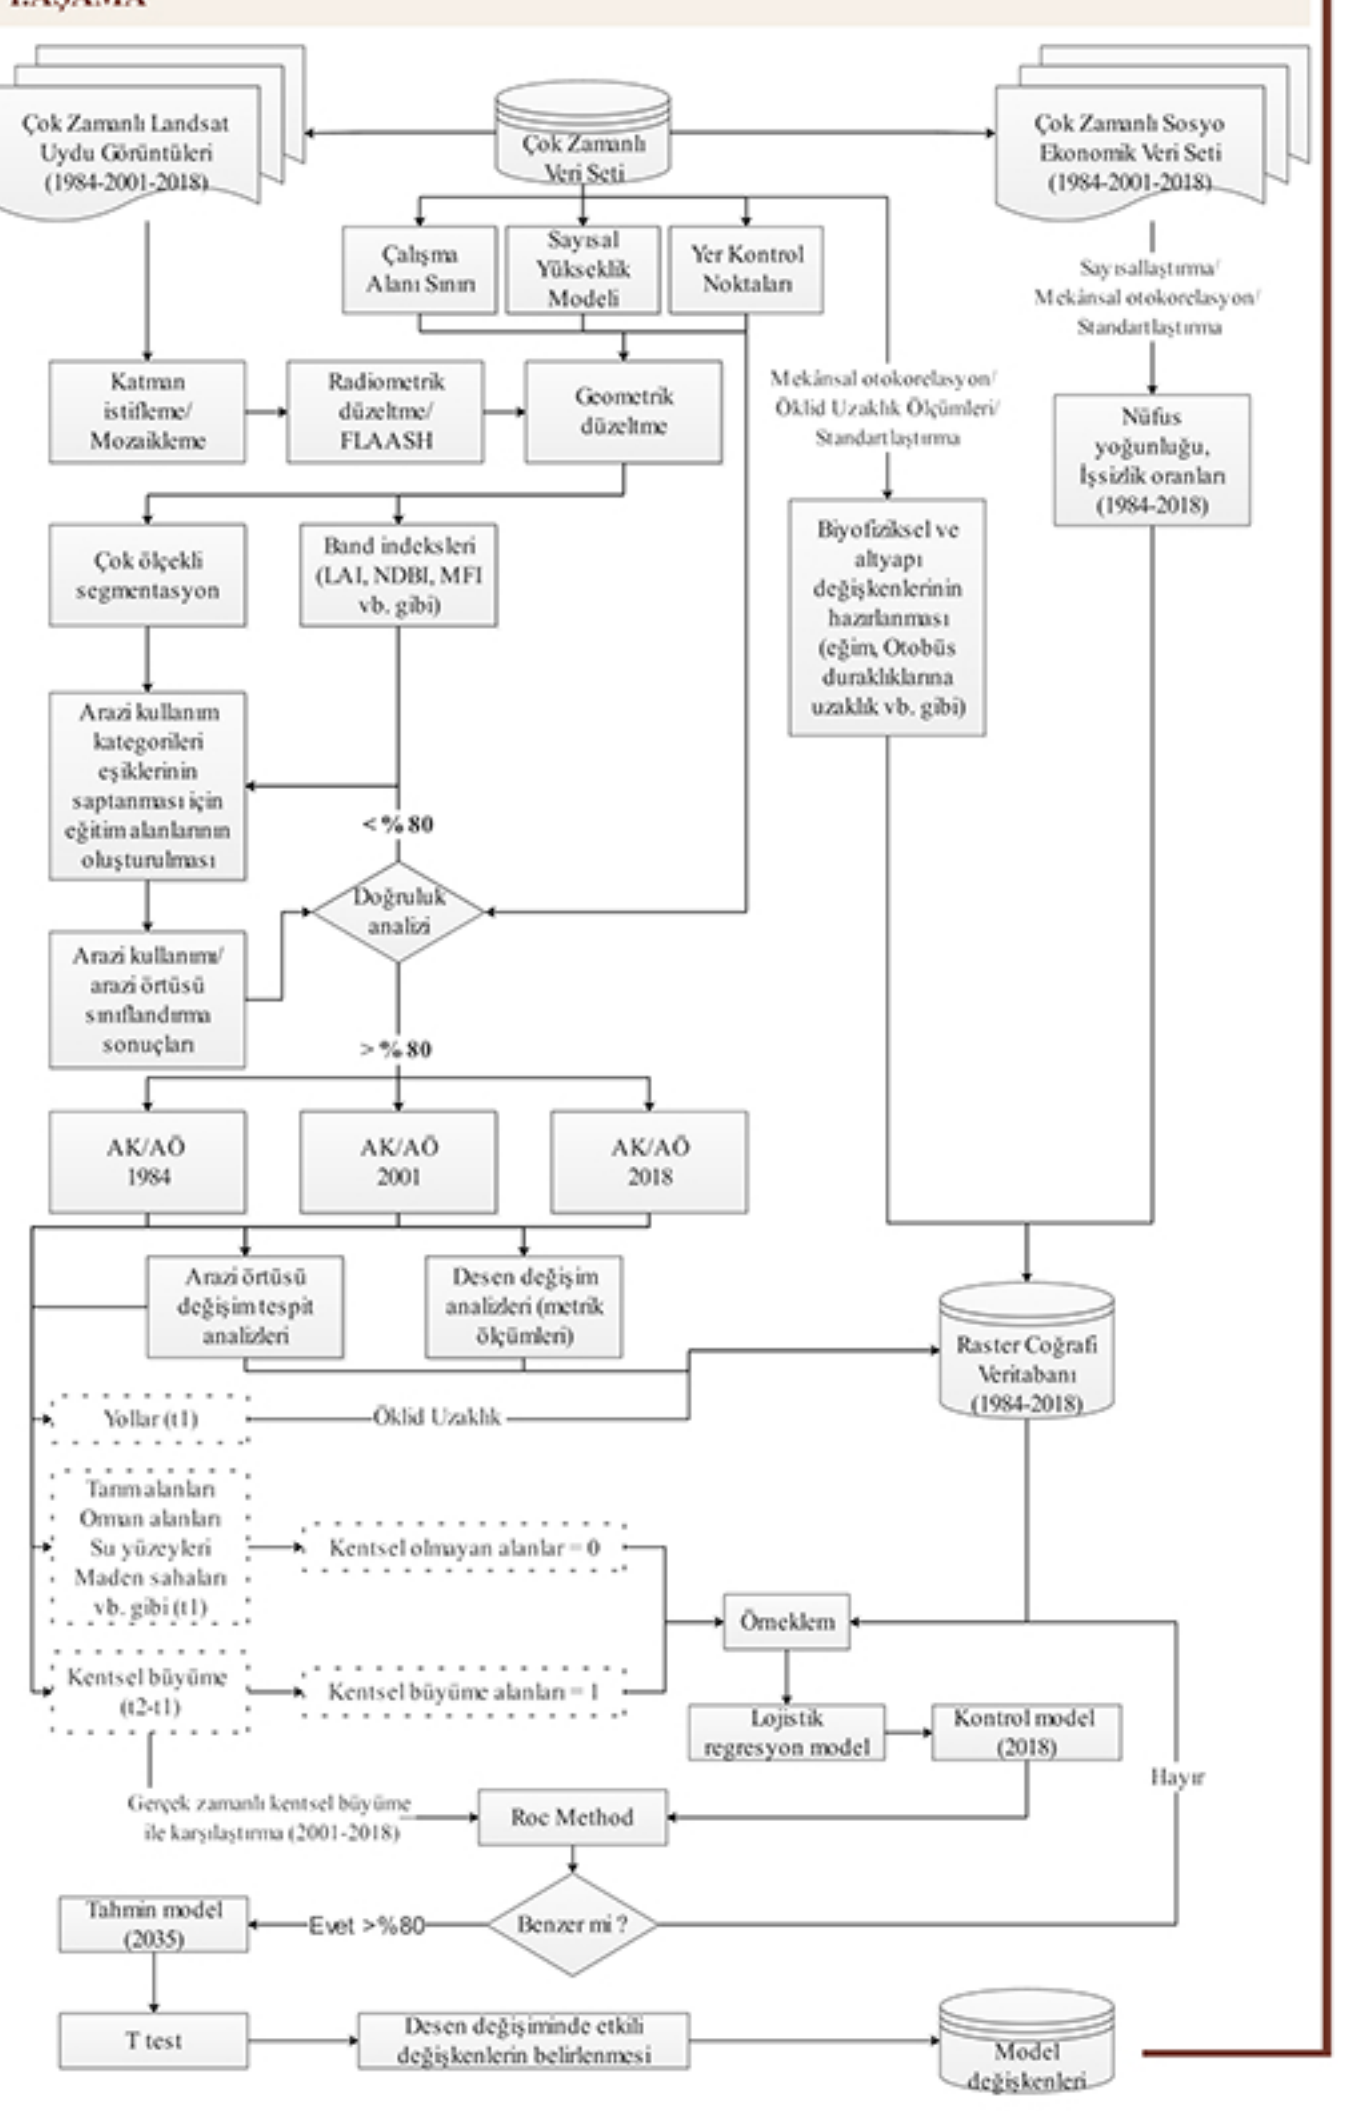 1.AŞAMA
Çok Zamanlı Landsat
Uydu Görüntüleri
(1984-2001-2018)
Çok Zamanlı
Veri Seti
Çok Zamanlı Sosyo
Ekonomik Veri Seti
(1984-2001-2018)
Çalışma
Alanı Sınırı
Sayısal
Yükseklik
Modeli
Yer Kontrol
Noktaları
Sayısallaştırma/
Mekânsal otokorelasyon/
Standartlaştırma
Katman
istifleme/
Mozaikleme
Radiometrik
düzeltme/
FLAASH
Geometrik
düzeltme
Mekânsal otokorelasyon/
Öklid Uzaklık Ölçümleri/
Standartlaştırma
Nüfus
yoğunluğu,
İşsizlik oranları
(1984-2018)
Çok ölçekli
segmentasyon
Band indeksleri
(LAI, NDBI, MFI
vb. gibi)
Biyofiziksel ve
altyapı
değişkenlerinin
hazırlanması
(eğim, Otobüs
duraklıklarına
uzaklık vb. gibi)
Arazi kullanım
kategorileri
eşiklerinin
saptanması için
eğitim alanlarının
oluşturulması
<%80
Doğruluk
analizi
Arazi kullanımı/
arazi örtüsü
sınıflandırma
sonuçları
>%80
AK/AÖ
1984
AK/AÖ
2001
AK/AÖ
2018
Arazi örtüsü
değişim tespit
analizleri
Desen değişim
analizleri (metrik
ölçümleri)
Raster Coğrafi
Veritabanı
(1984-2018)
Yollar (t1)
Öklid Uzaklık
Tarım alanları
Orman alanları
Su yüzeyleri
Maden sahaları
vb. gibi (t1)
Kentsel olmayan alanlar = 0
Örneklem
Kentsel büyüme
(t2-t1)
Kentsel büyüme alanları = 1
Lojistik
regresyon model
Kontrol model
(2018)
Hayır
Gerçek zamanlı kentsel büyüme
ile karşılaştırma (2001-2018)
Roc Method
Tahmin model
(2035)
Evet >%80
Benzer mi ?
T test
Desen değişiminde etkili
değişkenlerin belirlenmesi
Model
değişkenleri